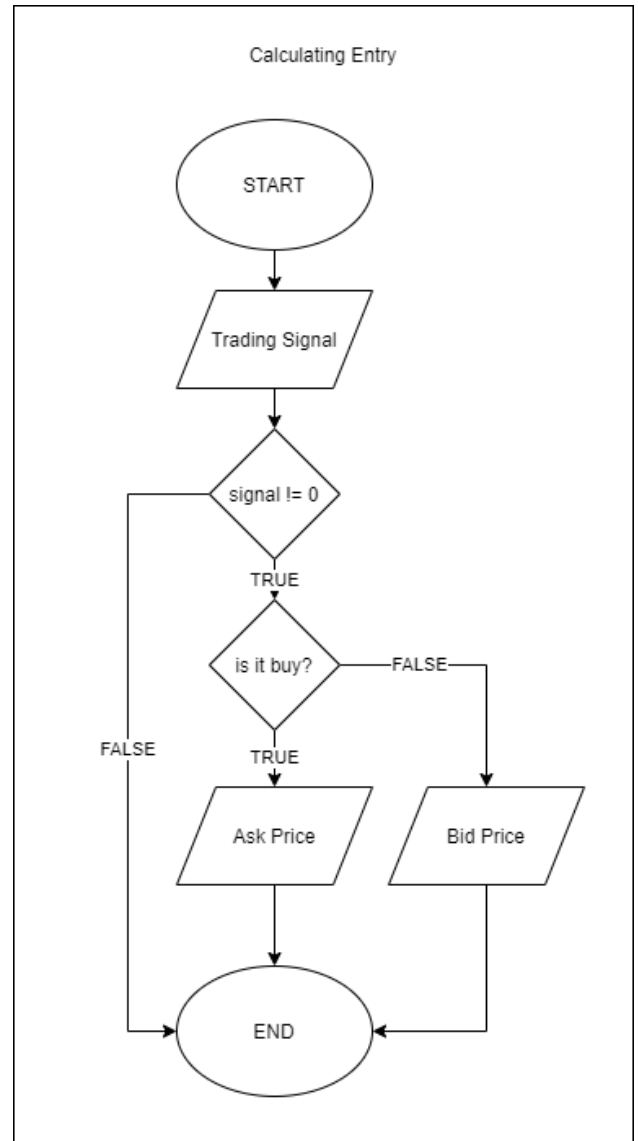 Calculating Entry
START
Trading Signal
signal != 0
TRUE
is it buy?
FALSE
FALSE
TRUE
Ask Price
Bid Price
END